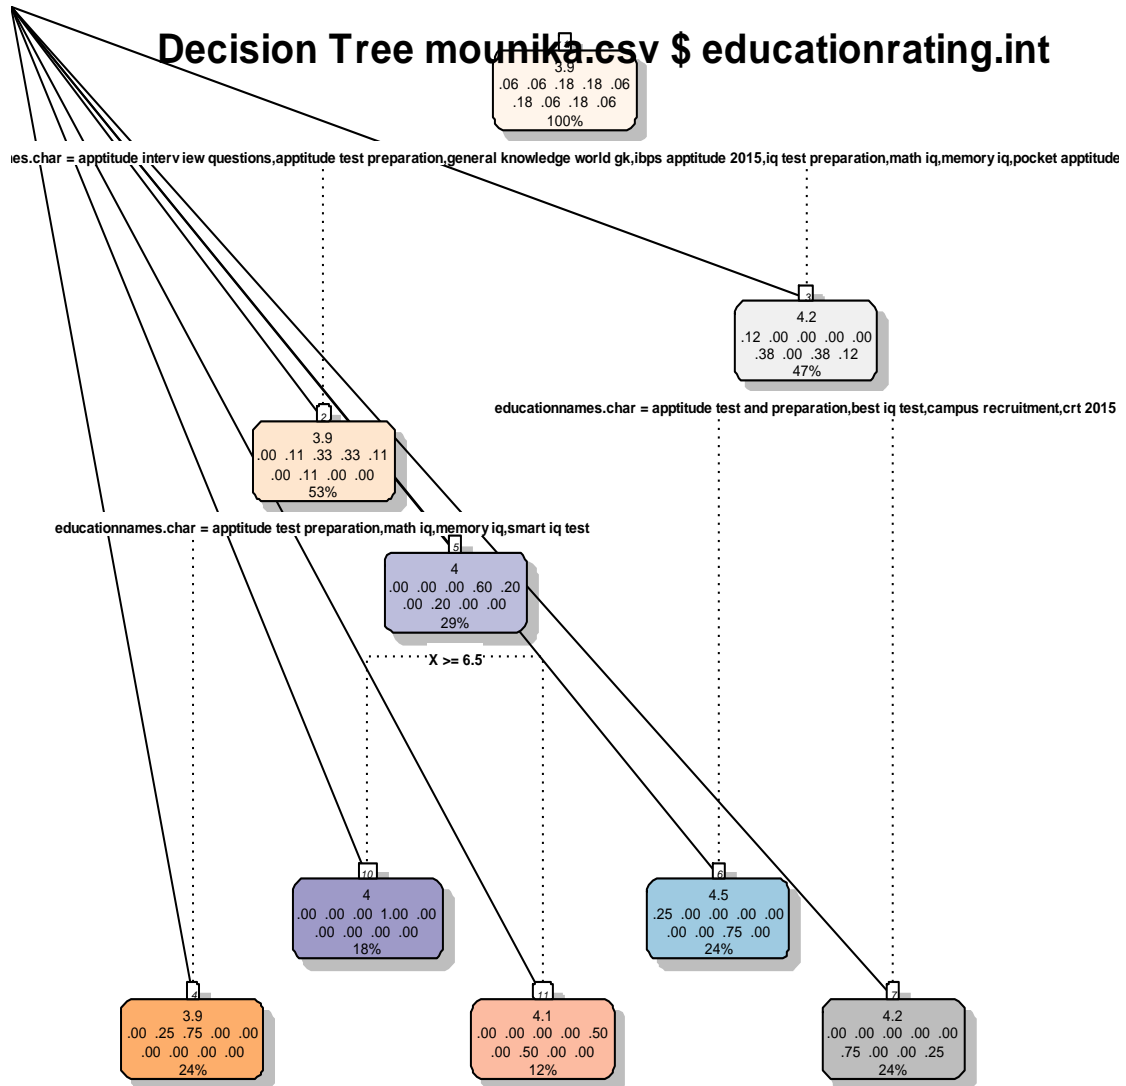 Decision Tree mounika.csv $ educationrating.int
3.9
.06 .06 .18 .18 .06
.18 .06 .18 .06
100%
es.char = apptitude interview questions,apptitude test preparation,general knowledge world gk,ibps apptitude 2015,iq test preparation,math iq,memory iq,pocket apptitude
3
4.2
.12 .00 .00 .00 .00
.38 .00 .38 .12
47%
educationnames.char = apptitude test and preparation,best iq test,campus recruitment,crt 2015
2
3.9
.00 .11 .33 .33 .11
.00 .11 .00 .00
53%
educationnames.char = apptitude test preparation,math iq,memory iq,smart iq test
5
4
.00 .00 .00 .60 .20
.00 .20 .00 .00
29%
X >= 6.5
10
4
.00 .00 .00 1.00 .00
.00 .00 .00 .00
18%
6
4.5
.25 .00 .00 .00 .00
.00 .00 .75 .00
24%
4
3.9
.00 .25 .75 .00 .00
.00 .00 .00 .00
24%
11
4.1
.00 .00 .00 .00 .50
.00 .50 .00 .00
12%
7
4.2
.00 .00 .00 .00 .00
.75 .00 .00 .25
24%